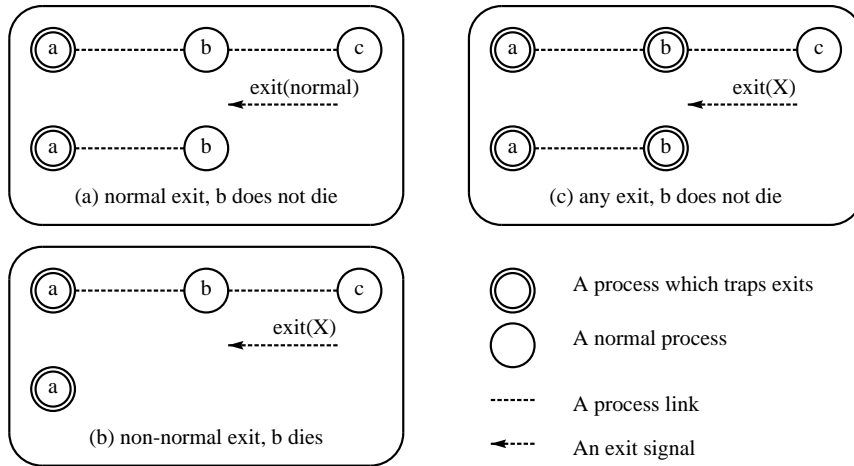 a b c
exit(normal)
a b
(a) normal exit, b does not die
a b c
exit(X)
a b
(c) any exit, b does not die
a b c
exit(X)
a
(b) non-normal exit, b dies
A process which traps exits
A normal process
A process link
An exit signal